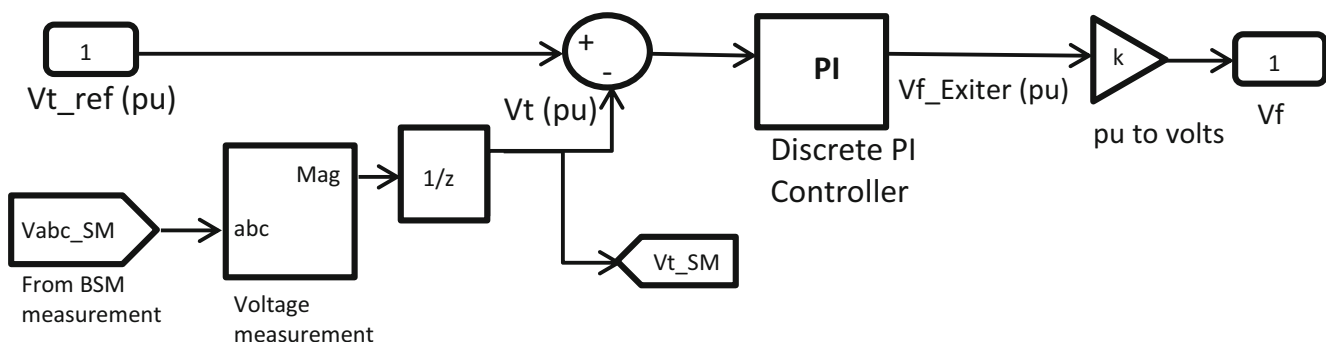 1
Vt_ref (pu)
+
-
Vt (pu)
PI
Discrete PI
Controller
Vf_Exiter (pu)
k
pu to volts
1
Vf
Vabc_SM
From BSM
measurement
Mag
abc
Voltage
measurement
1/z
Vt_SM